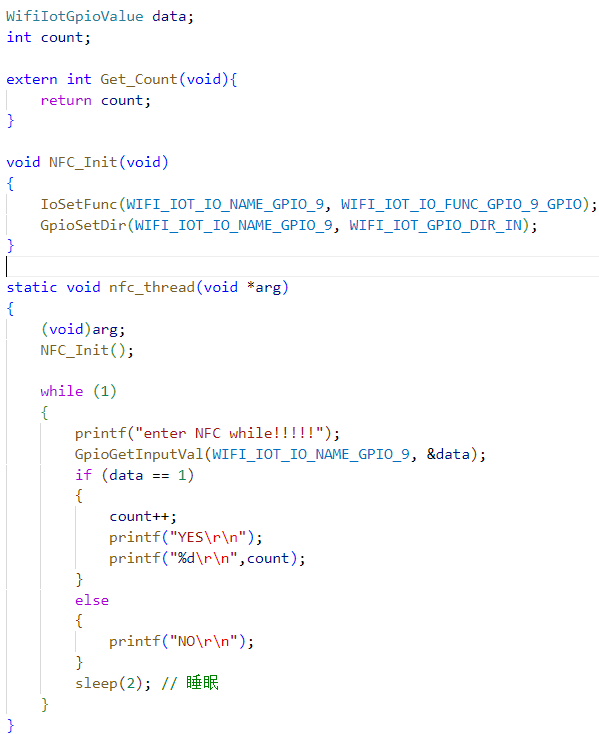 WifiIotGpioValue data;
int count;
extern int Get_Count(void){
    return count;
}
void NFC_Init(void)
{
    IoSetFunc(WIFI_IOT_IO_NAME_GPIO_9, WIFI_IOT_IO_FUNC_GPIO_9_GPIO);
    GpioSetDir(WIFI_IOT_IO_NAME_GPIO_9, WIFI_IOT_GPIO_DIR_IN);
}
static void nfc_thread(void *arg)
{
    (void)arg;
    NFC_Init();
    while (1)
    {
        printf("enter NFC while!!!!!");
        GpioGetInputVal(WIFI_IOT_IO_NAME_GPIO_9, &data);
        if (data == 1)
        {
            count++;
            printf("YES\r\n");
            printf("%d\r\n",count);
        }
        else
        {
            printf("NO\r\n");
        }
        sleep(2); // 睡眠
    }
}